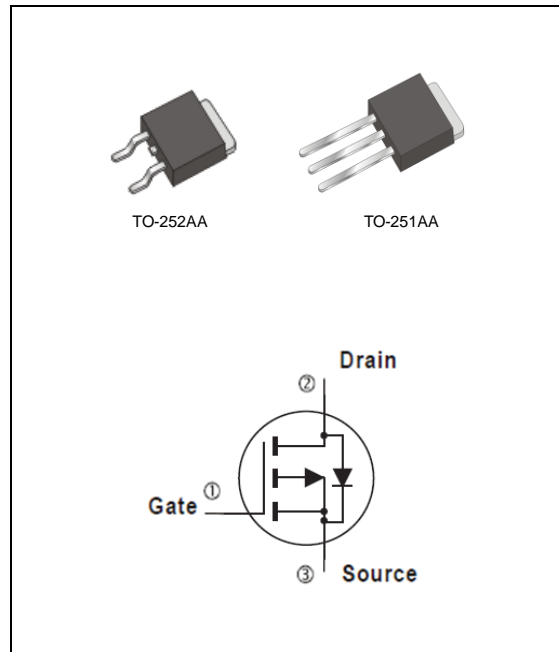 TO-252AA
TO-251AA
Drain
②
Gate ①
③ Source